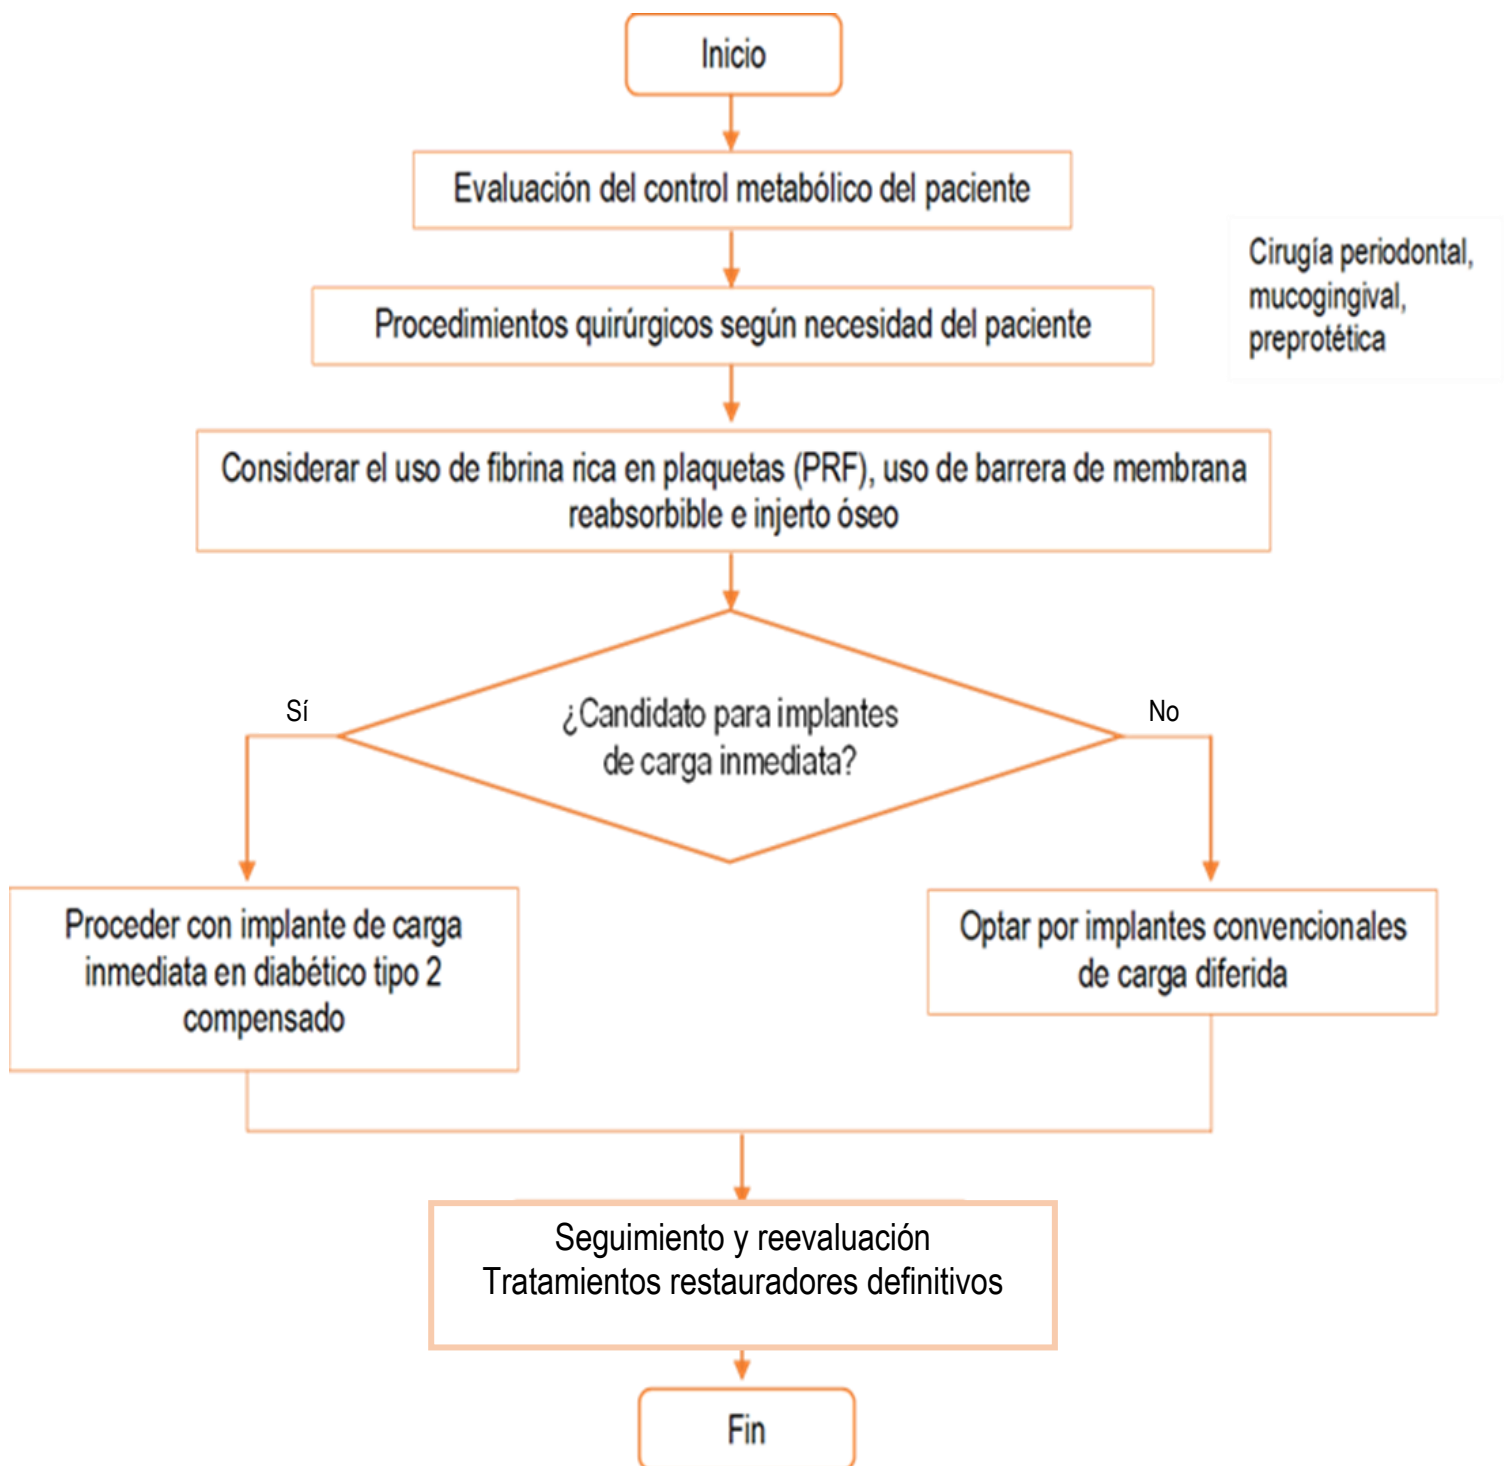 Inicio
Evaluación del control metabólico del paciente
Cirugía periodontal,
mucogingival,
preprotética
Procedimientos quirúrgicos según necesidad del paciente
Considerar el uso de fibrina rica en plaquetas (PRF), uso de barrera de membrana
reabsorbible e injerto óseo
¿Candidato para implantes
de carga inmediata?
Sí
No
Proceder con implante de carga
inmediata en diabético tipo 2
compensado
Optar por implantes convencionales
de carga diferida
Seguimiento y reevaluación
Tratamientos restauradores definitivos
Fin